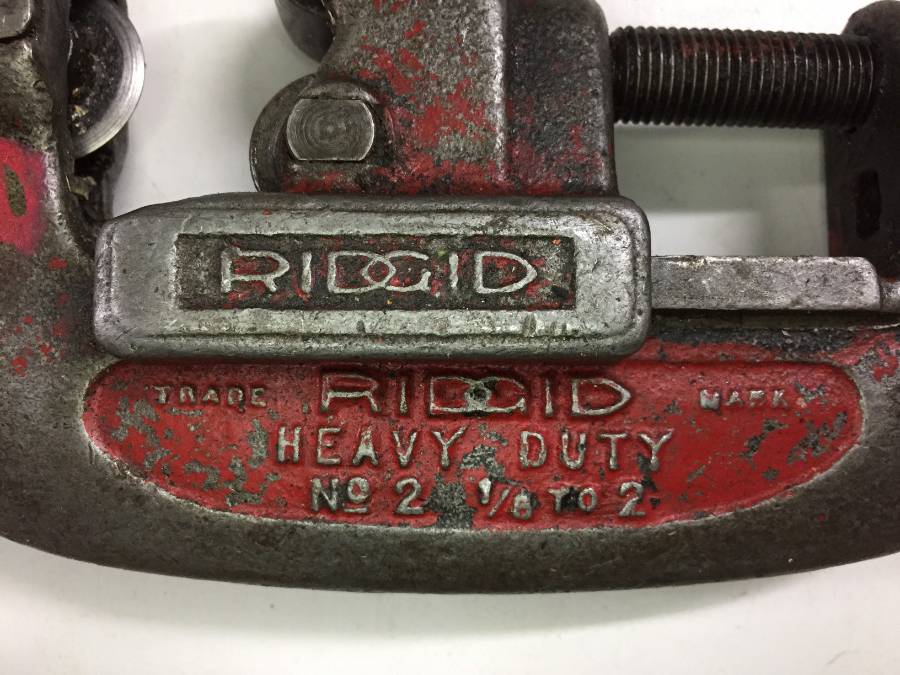 RIDGID
TRADE RIDGID MARK
HEAVY DUTY
Nº 2 1/8 TO 2